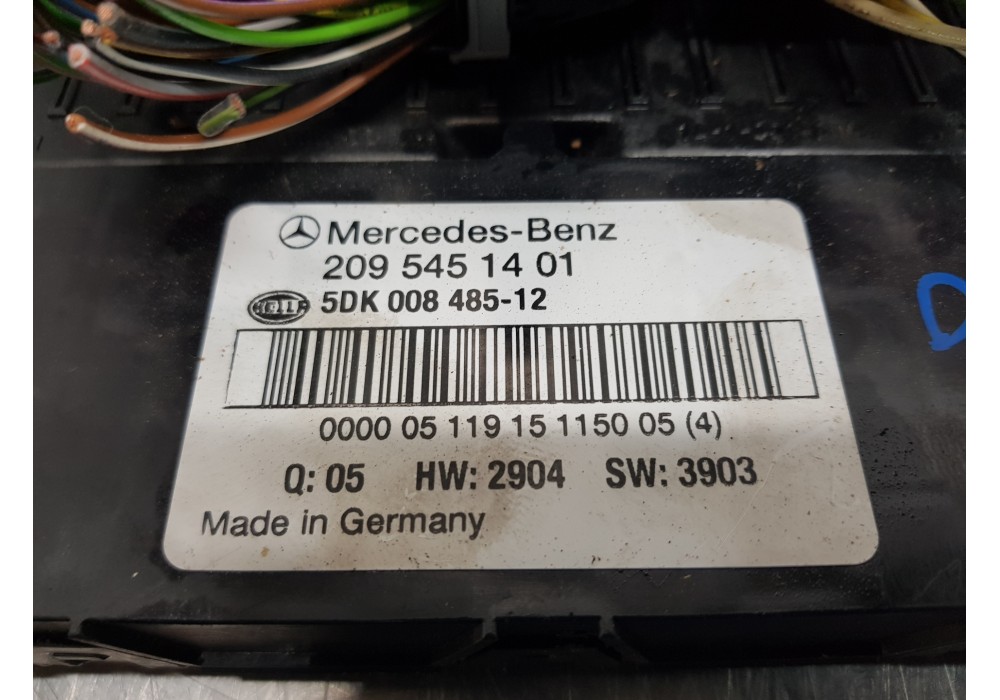 Mercedes-Benz
209 545 14 01
HELLA 5DK 008 485-12
0000 05 119 15 1150 05 (4)
Q: 05 HW: 2904 SW: 3903
Made in Germany